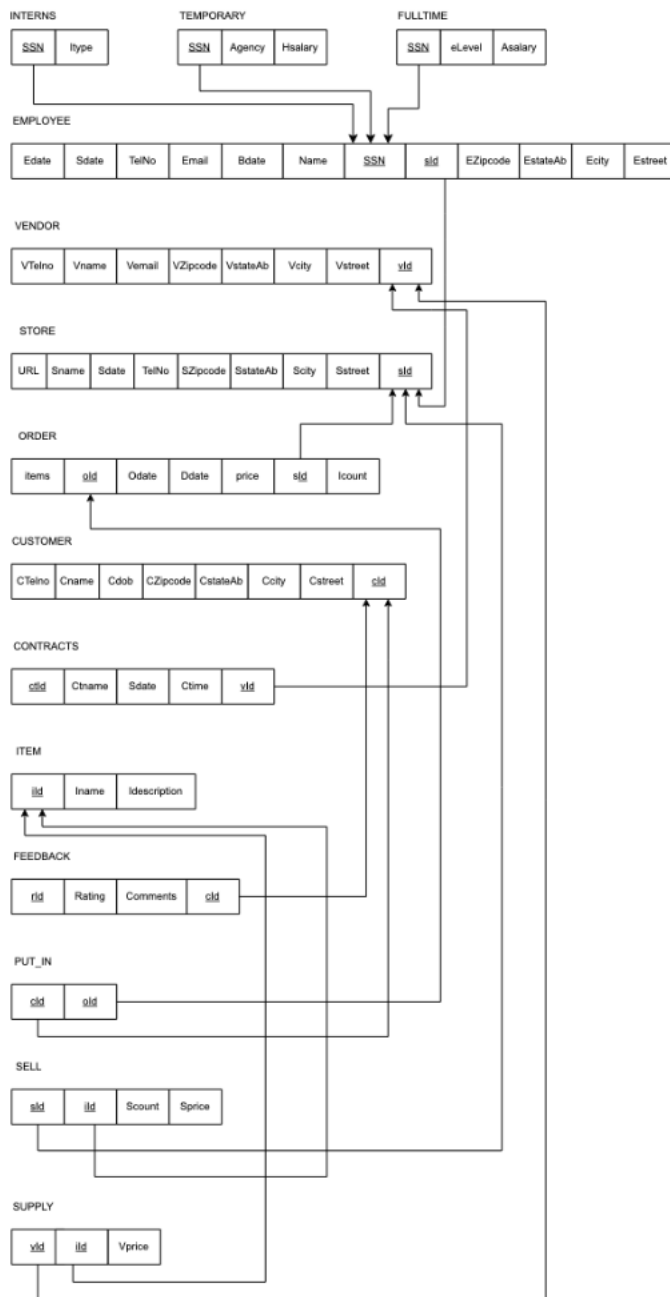 INTERNS TEMPORARY FULLTIME
SSN Itype SSN Agency Hsalary SSN eLevel Asalary
EMPLOYEE
Edate Sdate TelNo Email Bdate Name SSN sId EZipcode EstateAb Ecity Estreet
VENDOR
VTelno Vname Vemail VZipcode VstateAb Vcity Vstreet vId
STORE
URL Sname Sdate TelNo SZipcode SstateAb Scity Sstreet sId
ORDER
items oId Odate Ddate price sId Icount
CUSTOMER
CTelno Cname Cdob CZipcode CstateAb Ccity Cstreet cId
CONTRACTS
ctId Ctname Sdate Ctime vId
ITEM
iId Iname Idescription
FEEDBACK
rId Rating Comments cId
PUT_IN
cId oId
SELL
sId iId Scount Sprice
SUPPLY
vId iId Vprice